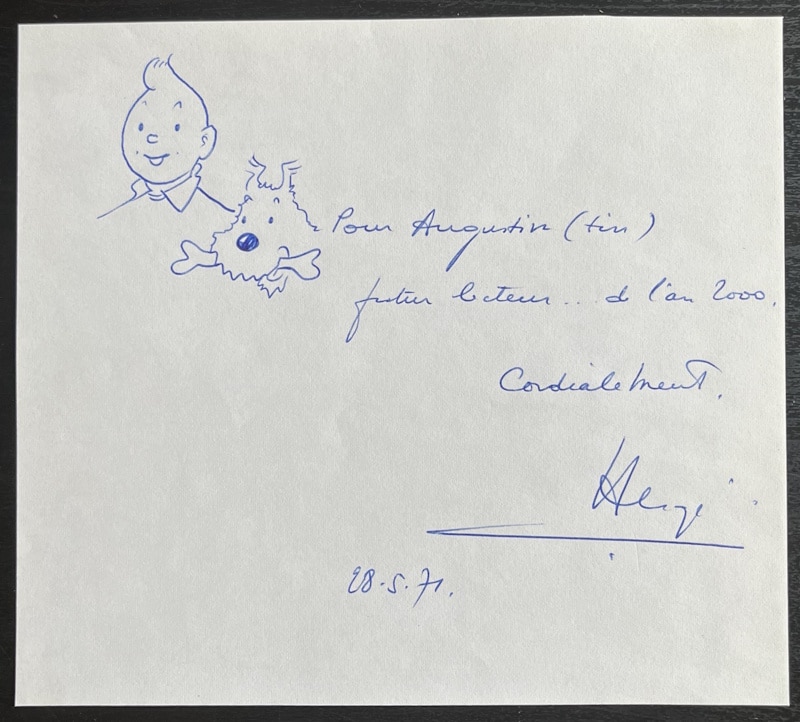 Pour Augustin (tin)
futur lecteur... de l'an 2000.
Cordialement.
Hergé
28.5.71.